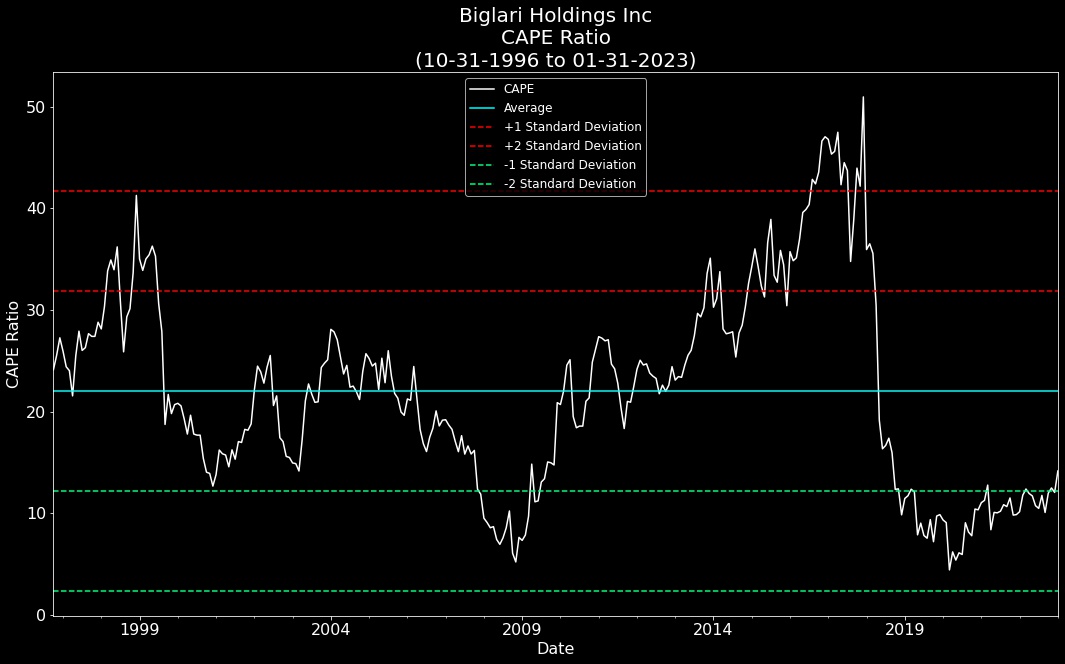 Biglari Holdings Inc
CAPE Ratio
(10-31-1996 to 01-31-2023)
CAPE
Average
+1 Standard Deviation
+2 Standard Deviation
-1 Standard Deviation
-2 Standard Deviation
CAPE Ratio
50
40
30
20
10
0
1999 2004 2009 2014 2019
Date